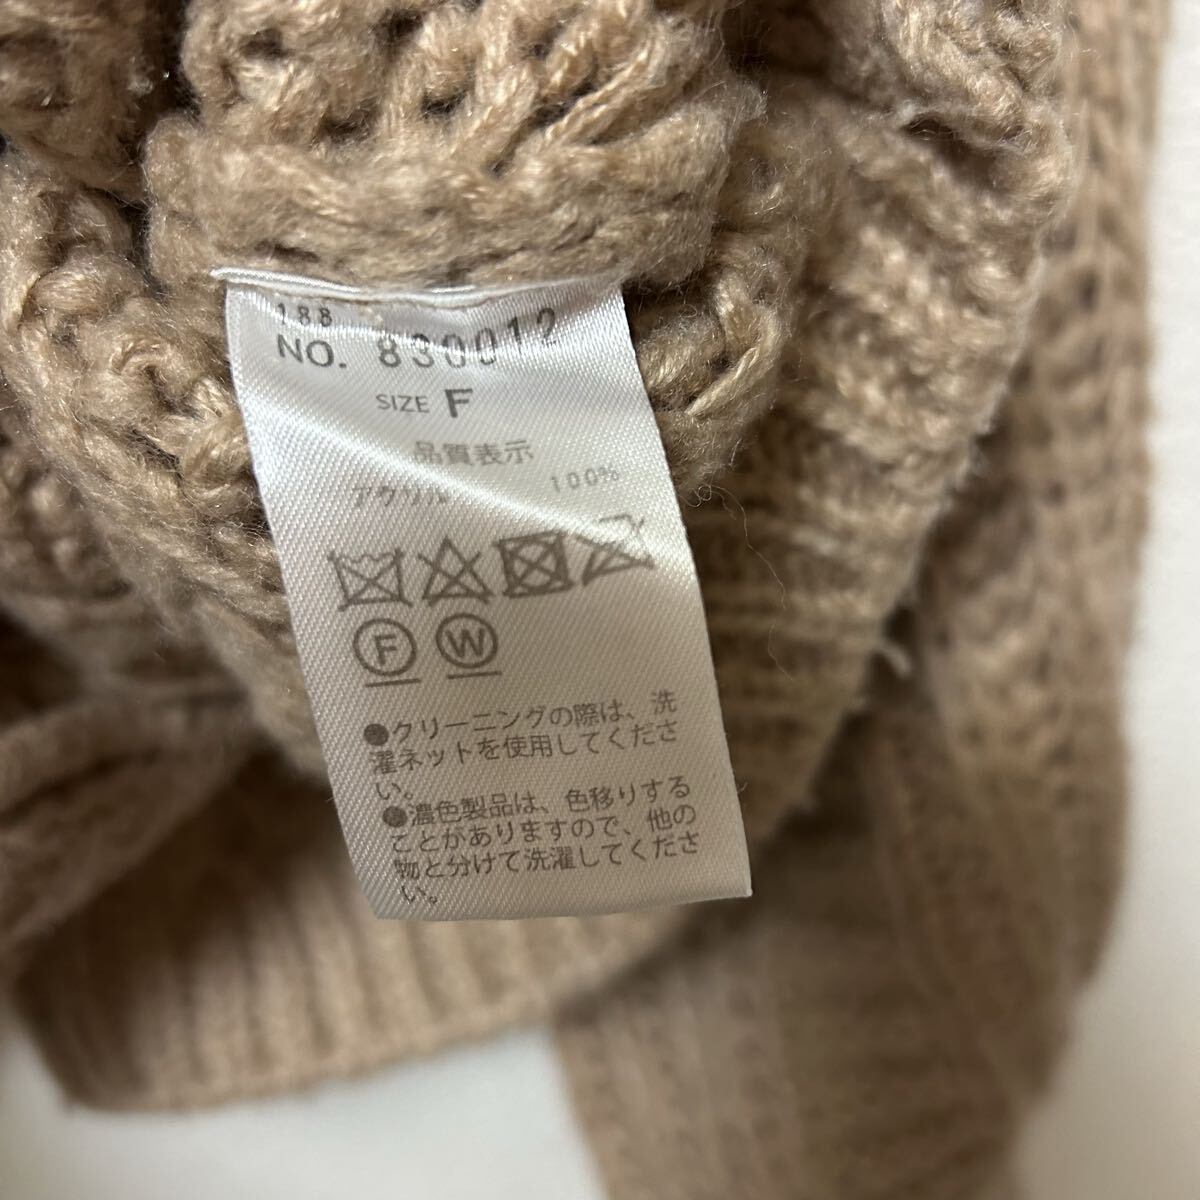 188
NO. 830012
SIZE F
品質表示
アクリル 100%
F W
●クリーニングの際は、洗
濯ネットを使用してくださ
い。
●濃色製品は、色移りする
ことがありますので、他の
物と分けて洗濯してくださ
い。